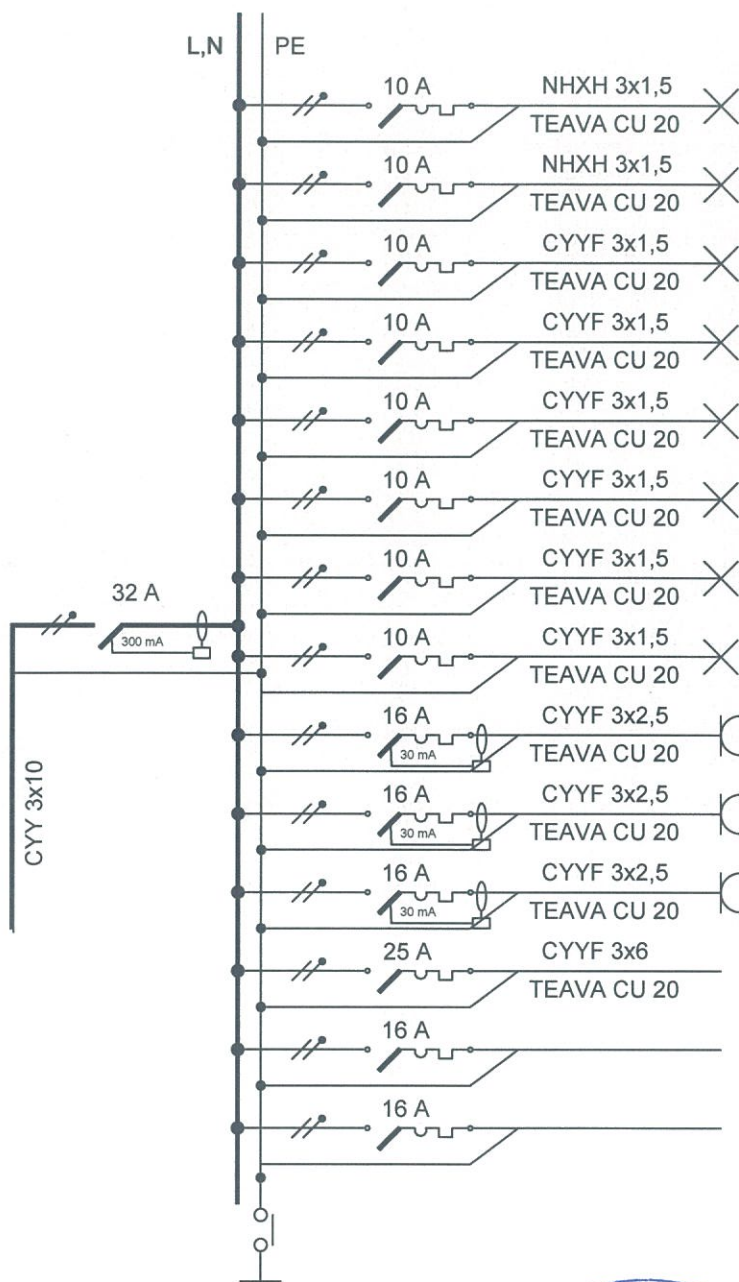 L,N PE
10 A NHXH 3x1,5
TEAVA CU 20
10 A NHXH 3x1,5
TEAVA CU 20
10 A CYYF 3x1,5
TEAVA CU 20
10 A CYYF 3x1,5
TEAVA CU 20
10 A CYYF 3x1,5
TEAVA CU 20
10 A CYYF 3x1,5
TEAVA CU 20
10 A CYYF 3x1,5
TEAVA CU 20
32 A
300 mA
10 A CYYF 3x1,5
TEAVA CU 20
CYY 3x10
16 A CYYF 3x2,5
30 mA TEAVA CU 20
16 A CYYF 3x2,5
30 mA TEAVA CU 20
16 A CYYF 3x2,5
30 mA TEAVA CU 20
25 A CYYF 3x6
TEAVA CU 20
16 A
16 A